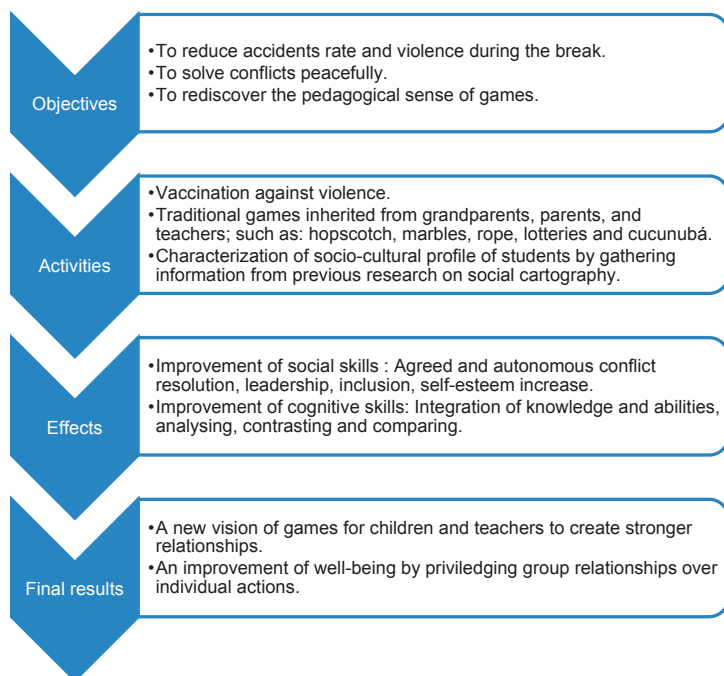 Objectives
•To reduce accidents rate and violence during the break.
•To solve conflicts peacefully.
•To rediscover the pedagogical sense of games.
Activities
•Vaccination against violence.
•Traditional games inherited from grandparents, parents, and
teachers; such as: hopscotch, marbles, rope, lotteries and cucunubá.
•Characterization of socio-cultural profile of students by gathering
information from previous research on social cartography.
Effects
•Improvement of social skills : Agreed and autonomous conflict
resolution, leadership, inclusion, self-esteem increase.
•Improvement of cognitive skills: Integration of knowledge and abilities,
analysing, contrasting and comparing.
Final results
•A new vision of games for children and teachers to create stronger
relationships.
•An improvement of well-being by priviledging group relationships over
individual actions.